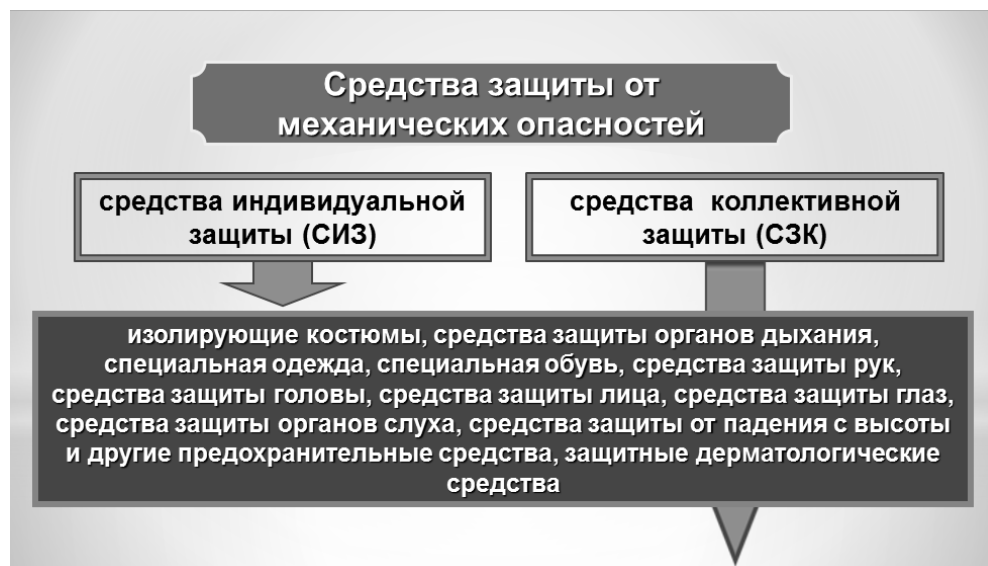 Средства защиты от
механических опасностей
средства индивидуальной
защиты (СИЗ)
средства коллективной
защиты (СЗК)
изолирующие костюмы, средства защиты органов дыхания,
специальная одежда, специальная обувь, средства защиты рук,
средства защиты головы, средства защиты лица, средства защиты глаз,
средства защиты органов слуха, средства защиты от падения с высоты
и другие предохранительные средства, защитные дерматологические
средства